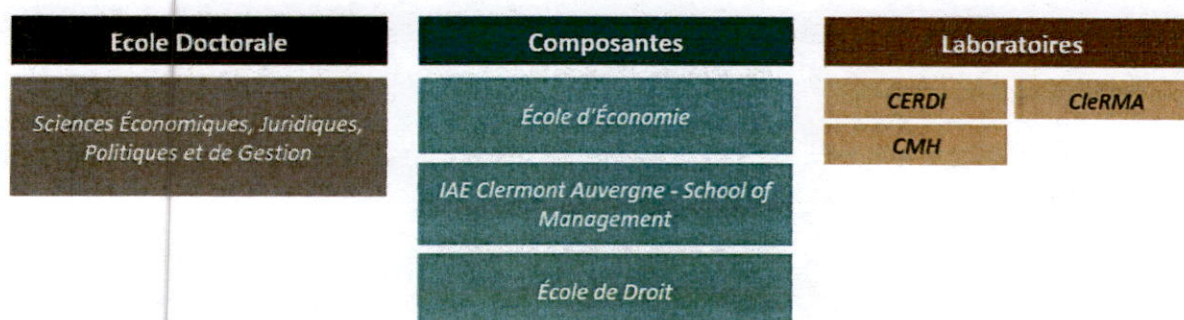 Ecole Doctorale
Sciences Économiques, Juridiques,
Politiques et de Gestion
Composantes
École d'Économie
IAE Clermont Auvergne - School of
Management
École de Droit
Laboratoires
CERDI
CleRMA
CMH